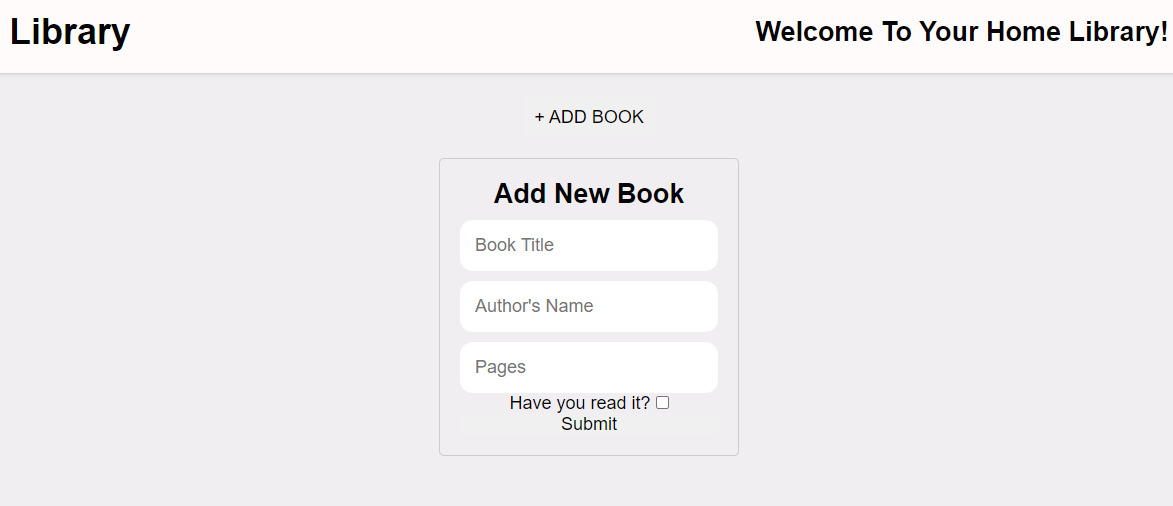 Library
Welcome To Your Home Library!
+ ADD BOOK
Add New Book
Book Title
Author's Name
Pages
Have you read it?
Submit